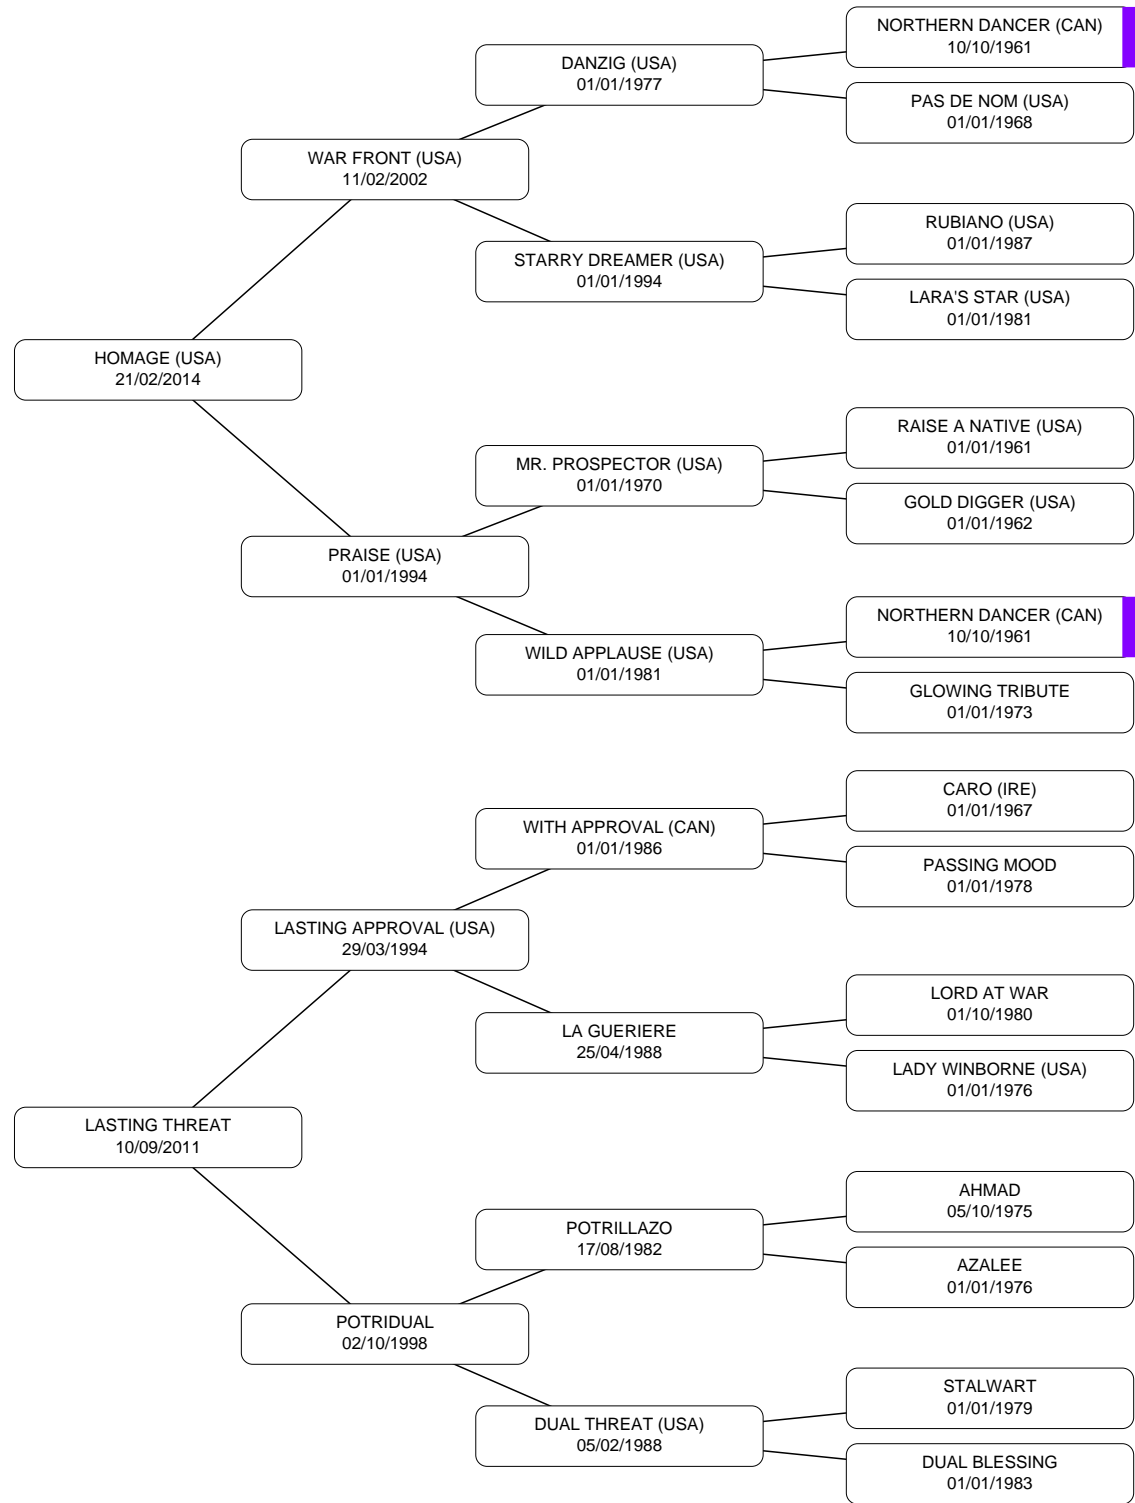 NORTHERN DANCER (CAN)
10/10/1961
DANZIG (USA)
01/01/1977
PAS DE NOM (USA)
01/01/1968
WAR FRONT (USA)
11/02/2002
RUBIANO (USA)
01/01/1987
STARRY DREAMER (USA)
01/01/1994
LARA'S STAR (USA)
01/01/1981
HOMAGE (USA)
21/02/2014
RAISE A NATIVE (USA)
01/01/1961
MR. PROSPECTOR (USA)
01/01/1970
GOLD DIGGER (USA)
01/01/1962
PRAISE (USA)
01/01/1994
NORTHERN DANCER (CAN)
10/10/1961
WILD APPLAUSE (USA)
01/01/1981
GLOWING TRIBUTE
01/01/1973
CARO (IRE)
01/01/1967
WITH APPROVAL (CAN)
01/01/1986
PASSING MOOD
01/01/1978
LASTING APPROVAL (USA)
29/03/1994
LORD AT WAR
01/10/1980
LA GUERIERE
25/04/1988
LADY WINBORNE (USA)
01/01/1976
LASTING THREAT
10/09/2011
AHMAD
05/10/1975
POTRILLAZO
17/08/1982
AZALEE
01/01/1976
POTRIDUAL
02/10/1998
STALWART
01/01/1979
DUAL THREAT (USA)
05/02/1988
DUAL BLESSING
01/01/1983